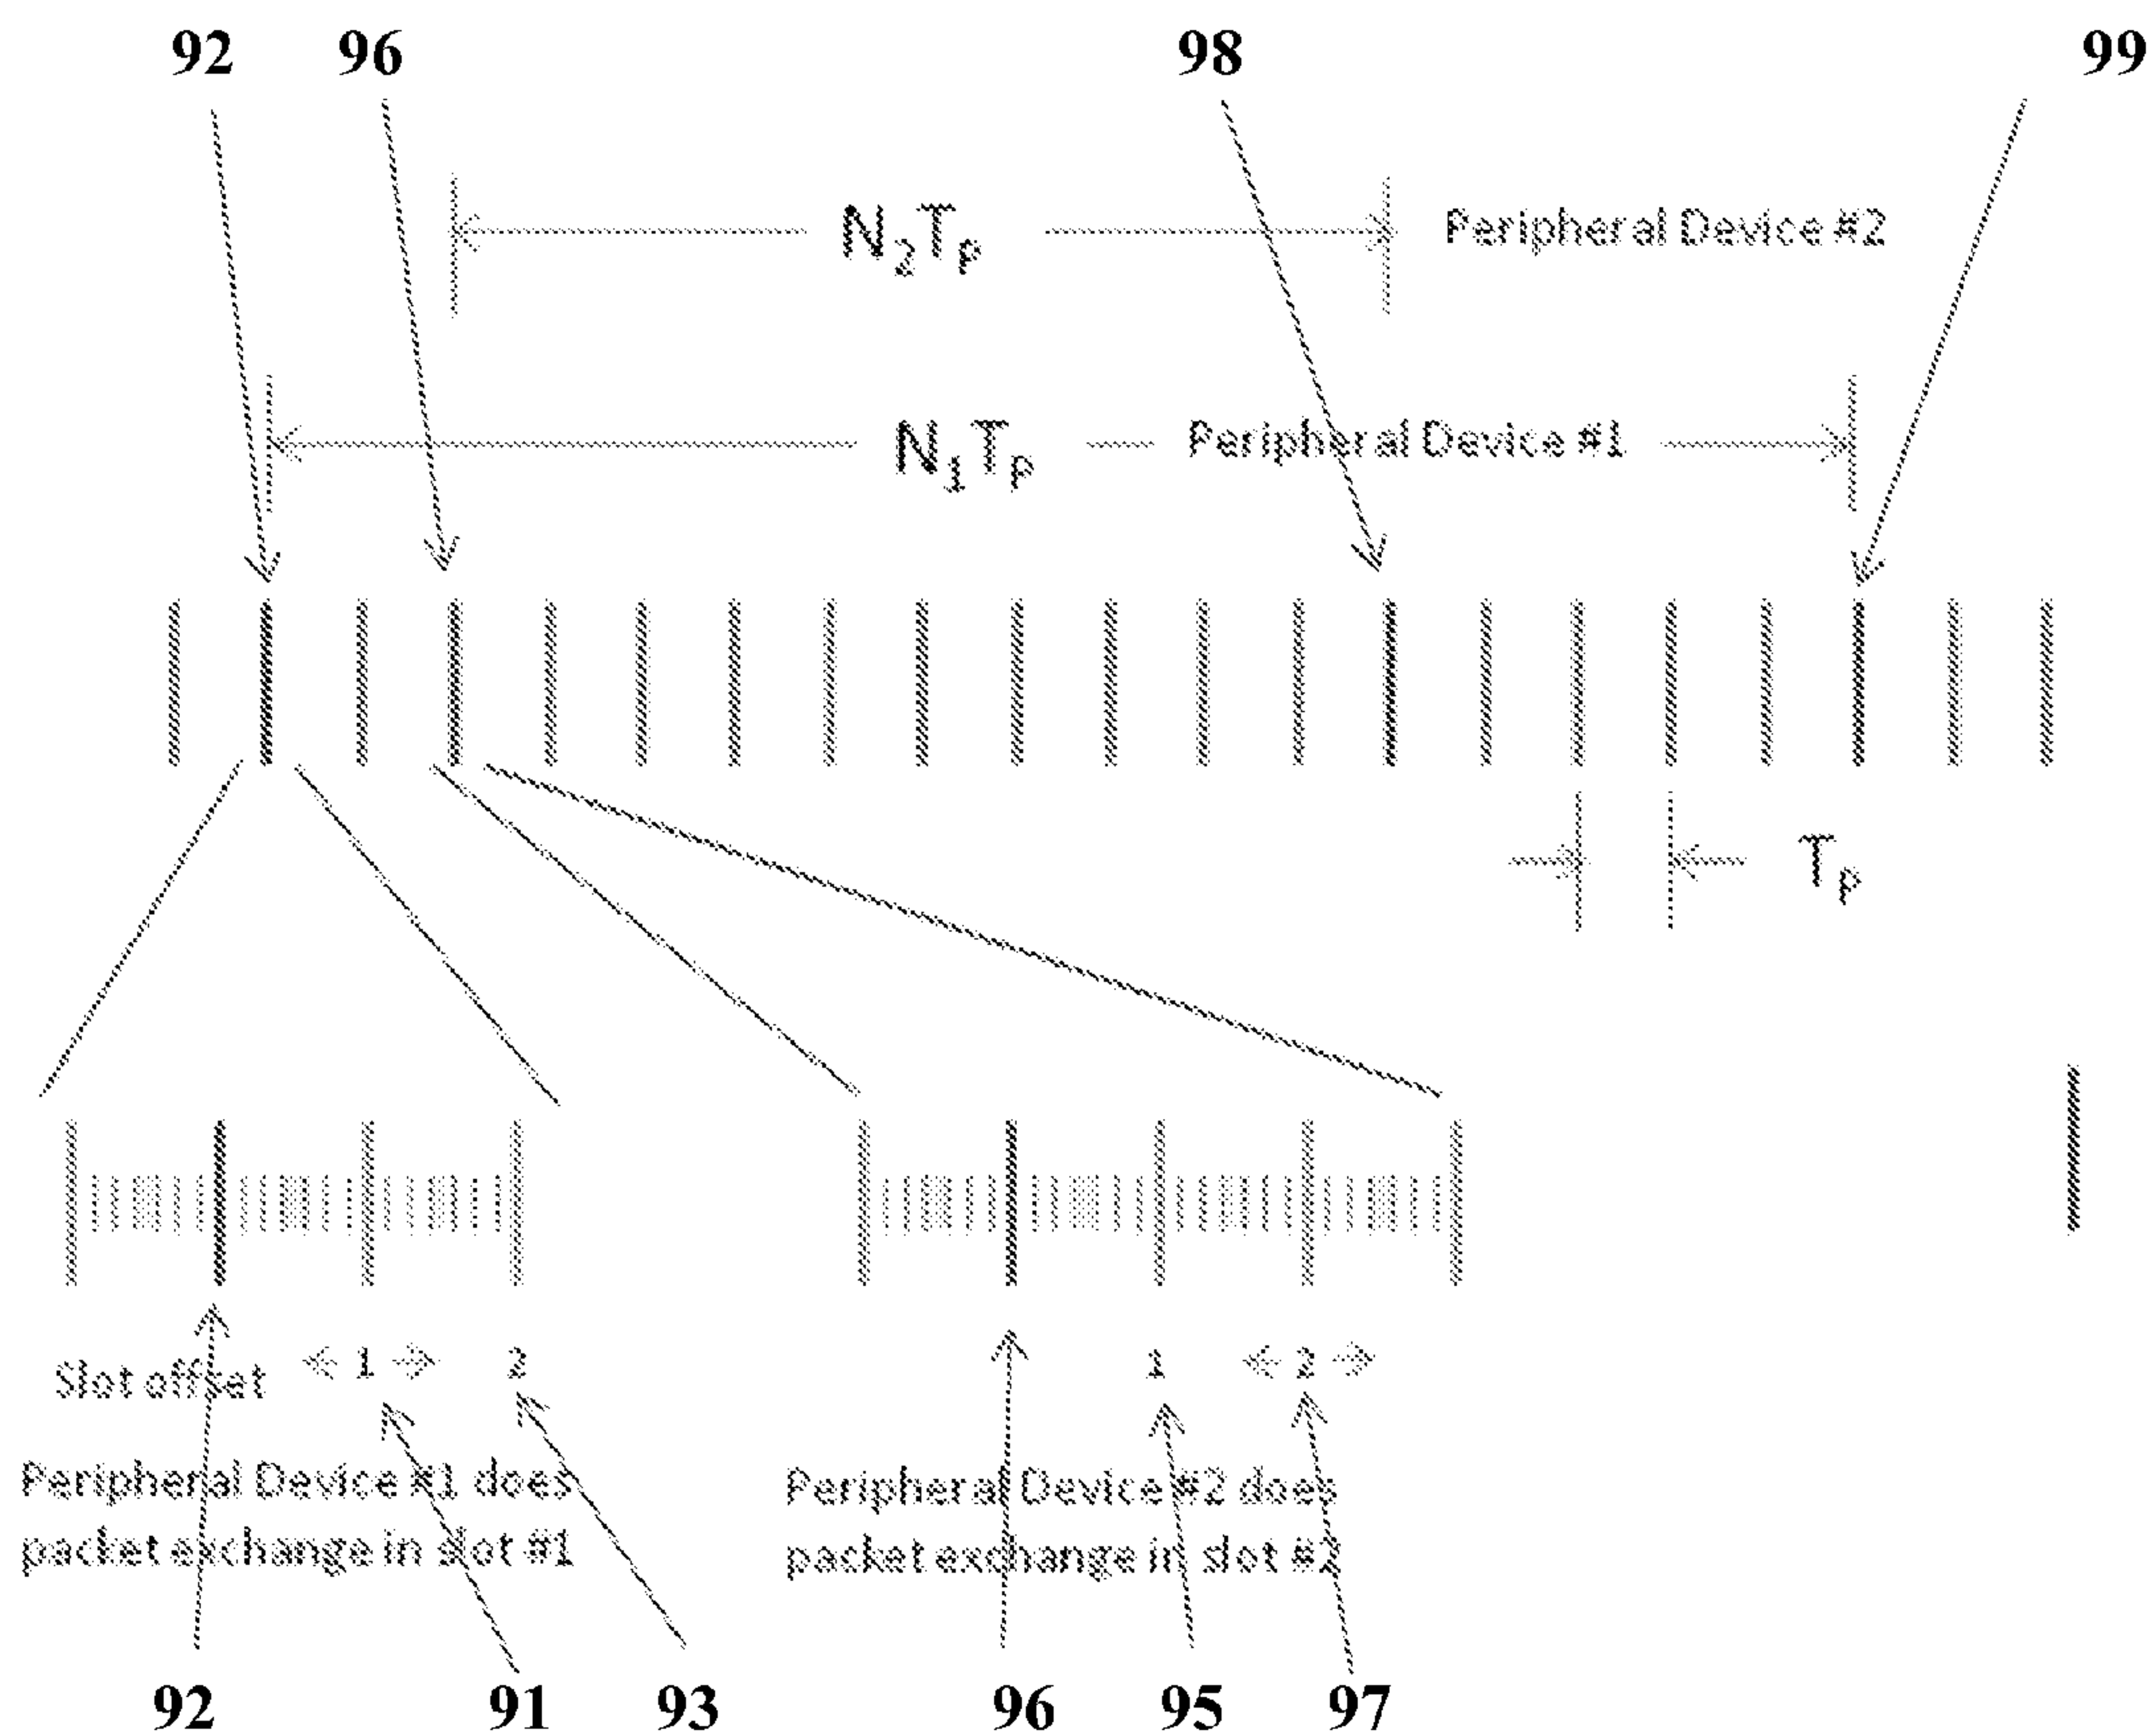 92 96 98 99
N₂Tₚ Peripheral Device #2
N₁Tₚ Peripheral Device #1
Tₚ
Slot offset 1 2 1 2
Peripheral Device #1 does
packet exchange in slot #1
Peripheral Device #2 does
packet exchange in slot #2
92 91 93 96 95 97